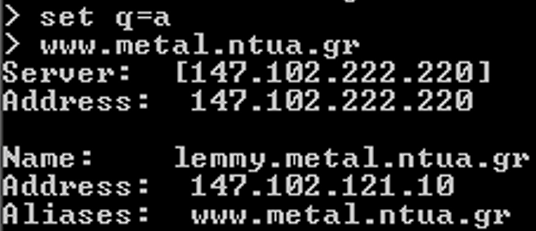 > set q=a
> www.metal.ntua.gr
Server:  [147.102.222.220]
Address:  147.102.222.220
Name:    lemmy.metal.ntua.gr
Address:  147.102.121.10
Aliases:  www.metal.ntua.gr